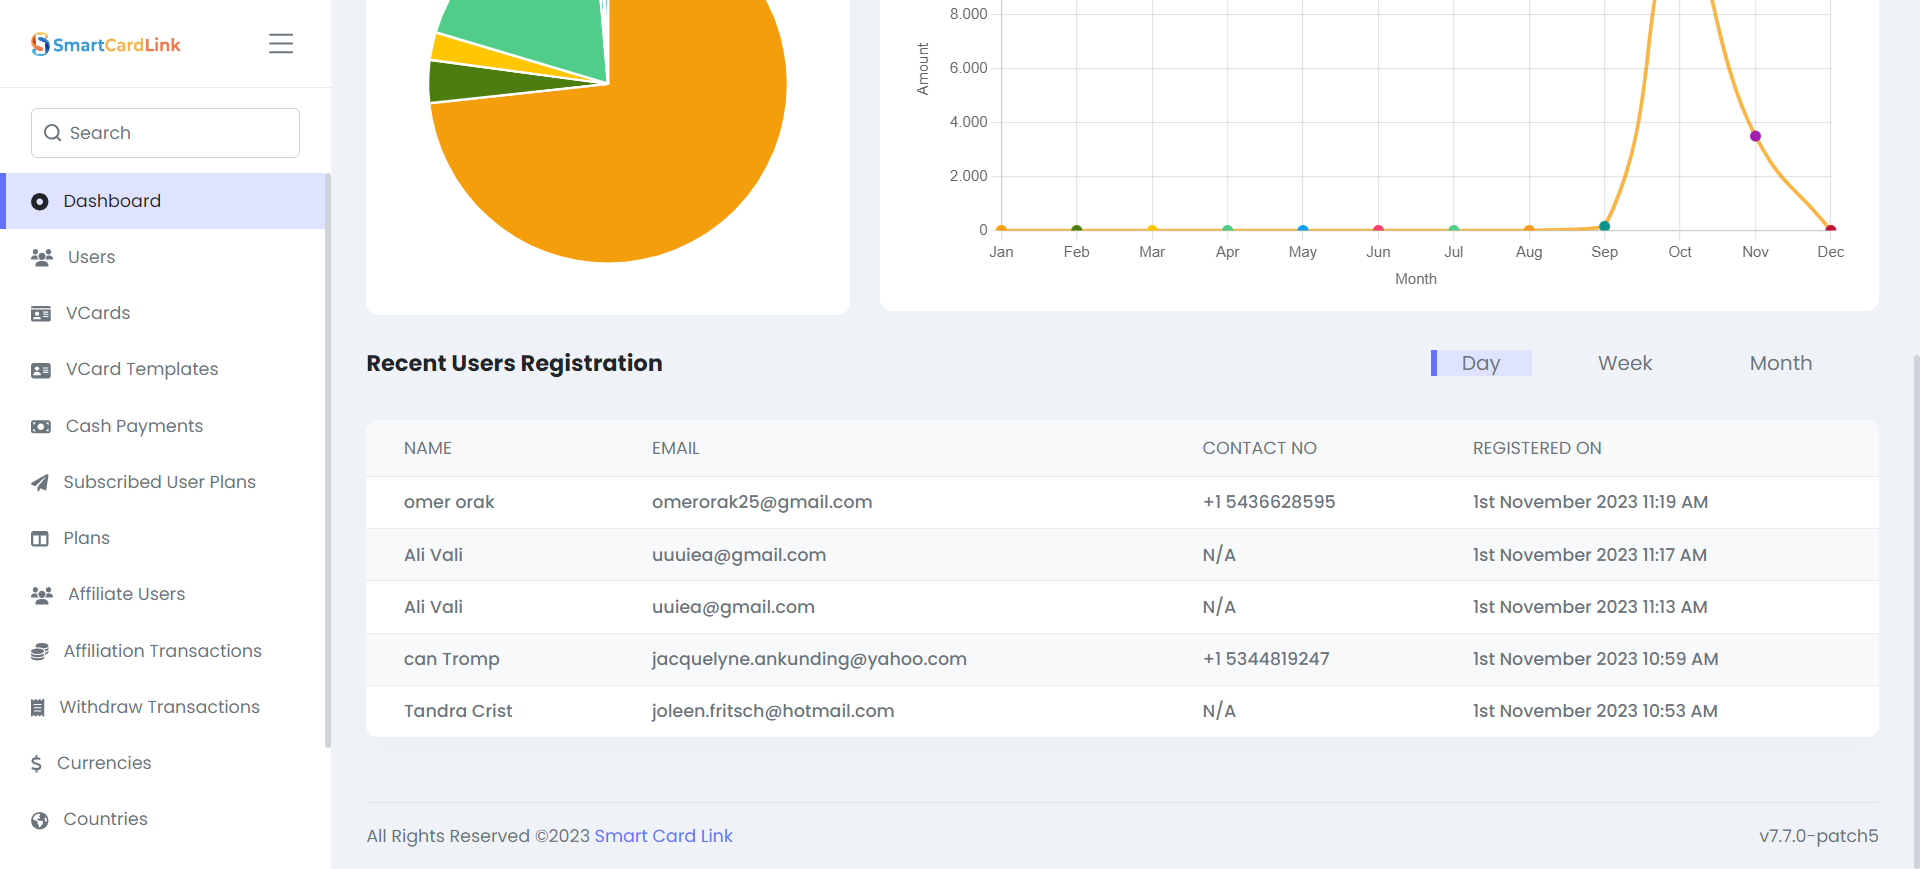 SmartCardLink
Search
Dashboard
Users
VCards
VCard Templates
Cash Payments
Subscribed User Plans
Plans
Affiliate Users
Affiliation Transactions
Withdraw Transactions
Currencies
Countries
Amount
8.000
6.000
4.000
2.000
0
Jan Feb Mar Apr May Jun Jul Aug Sep Oct Nov Dec
Month
Recent Users Registration
Day Week Month
NAME EMAIL CONTACT NO REGISTERED ON
omer orak omerorak25@gmail.com +1 5436628595 1st November 2023 11:19 AM
Ali Vali uuuiea@gmail.com N/A 1st November 2023 11:17 AM
Ali Vali uuiea@gmail.com N/A 1st November 2023 11:13 AM
can Tromp jacquelyne.ankunding@yahoo.com +1 5344819247 1st November 2023 10:59 AM
Tandra Crist joleen.fritsch@hotmail.com N/A 1st November 2023 10:53 AM
All Rights Reserved ©2023 Smart Card Link
v7.7.0-patch5